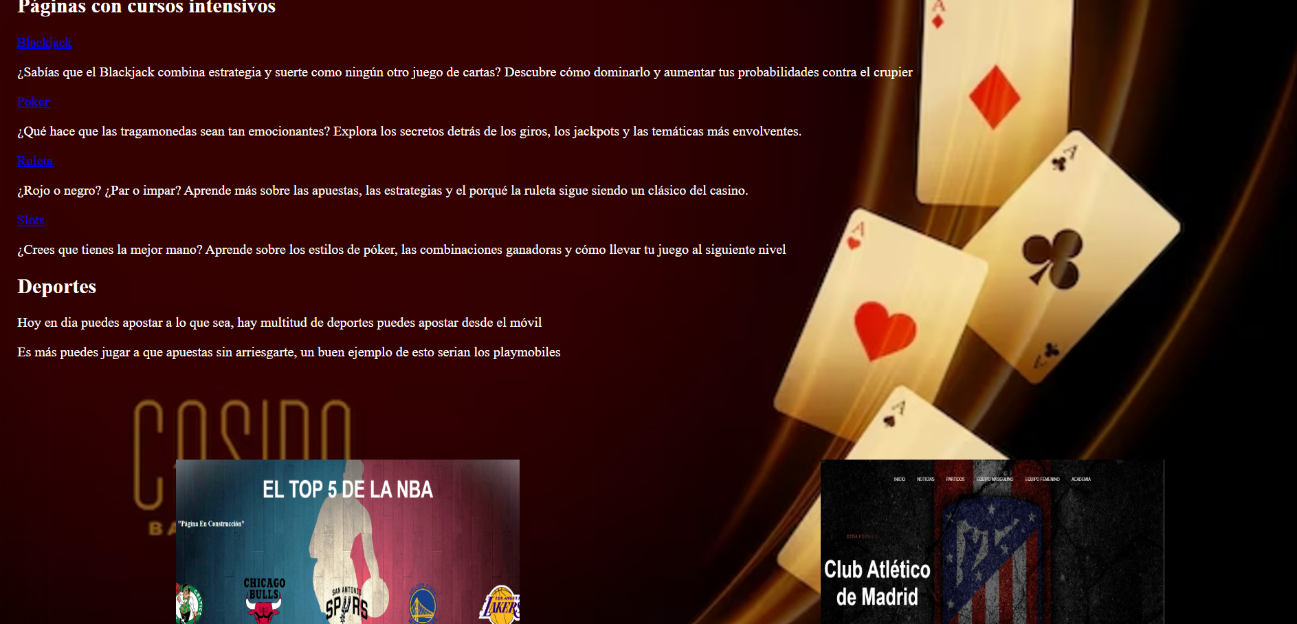 Páginas con cursos intensivos
Blackjack
¿Sabías que el Blackjack combina estrategia y suerte como ningún otro juego de cartas? Descubre cómo dominarlo y aumentar tus probabilidades contra el crupier
Poker
¿Qué hace que las tragamonedas sean tan emocionantes? Explora los secretos detrás de los giros, los jackpots y las temáticas más envolventes.
Ruleta
¿Rojo o negro? ¿Par o impar? Aprende más sobre las apuestas, las estrategias y el porqué la ruleta sigue siendo un clásico del casino.
Slots
¿Crees que tienes la mejor mano? Aprende sobre los estilos de póker, las combinaciones ganadoras y cómo llevar tu juego al siguiente nivel
Deportes
Hoy en dia puedes apostar a lo que sea, hay multitud de deportes puedes apostar desde el móvil
Es más puedes jugar a que apuestas sin arriesgarte, un buen ejemplo de esto serian los playmobiles
EL TOP 5 DE LA NBA
"Página En Construcción"
CHICAGO
BULLS
SAN ANTONIO
SPURS
LAKERS
INICIO NOTICIAS PARTIDOS EQUIPO MASCULINO EQUIPO FEMENINO ACADEMIA
Club Atlético
de Madrid
A
A
A
A